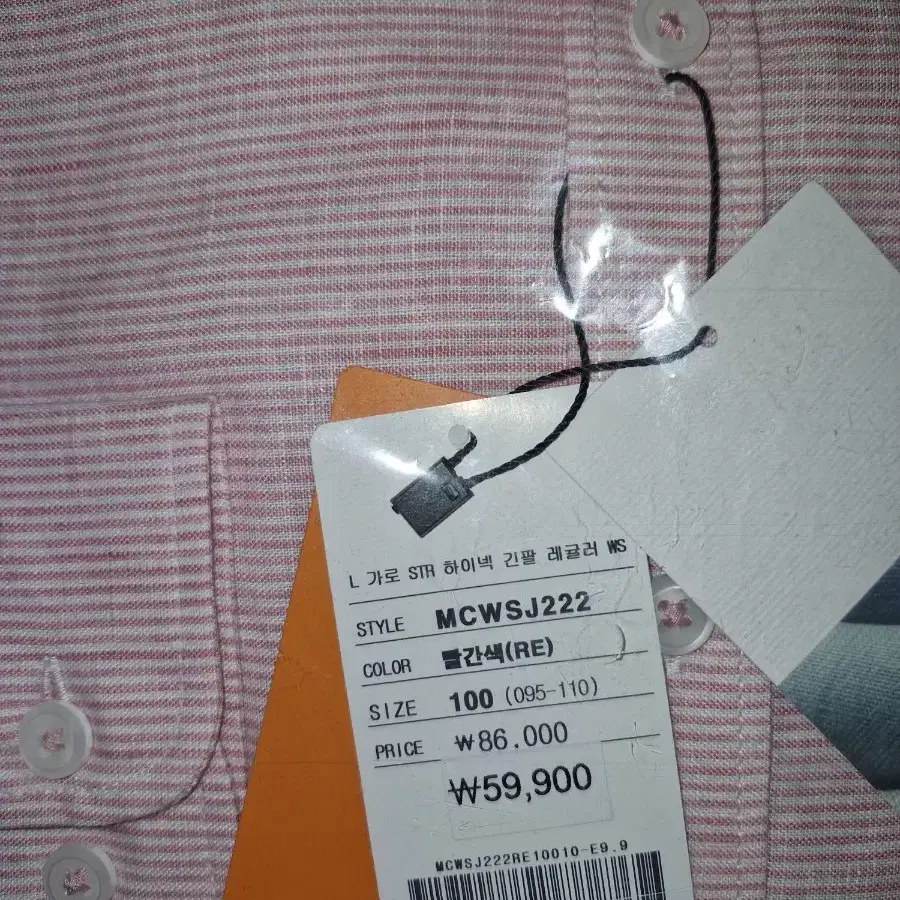 L 가로 STR 하이넥 긴팔 레귤러 WS
STYLE MCWSJ222
COLOR 빨간색(RE)
SIZE 100 (095-110)
PRICE ₩86.000
₩59,900
MCWSJ222RE10010-E9.9